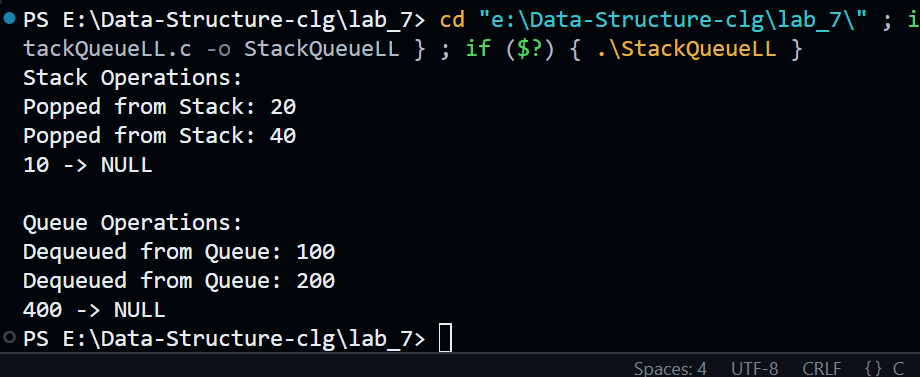 PS E:\Data-Structure-clg\lab_7> cd "e:\Data-Structure-clg\lab_7\" ; i
tackQueueLL.c -o StackQueueLL } ; if ($?) { .\StackQueueLL }
Stack Operations:
Popped from Stack: 20
Popped from Stack: 40
10 -> NULL
Queue Operations:
Dequeued from Queue: 100
Dequeued from Queue: 200
400 -> NULL
PS E:\Data-Structure-clg\lab_7>
Spaces: 4 UTF-8 CRLF {} C